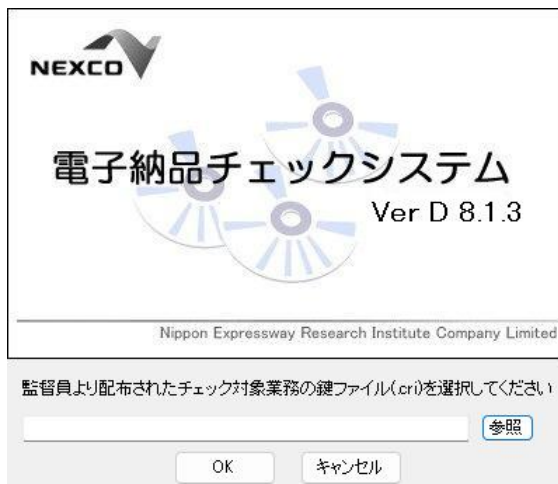 NEXCO
電子納品チェックシステム
Ver D 8.1.3
Nippon Expressway Research Institute Company Limited
監督員より配布されたチェック対象業務の鍵ファイル(.cri)を選択してください
参照
OK キャンセル